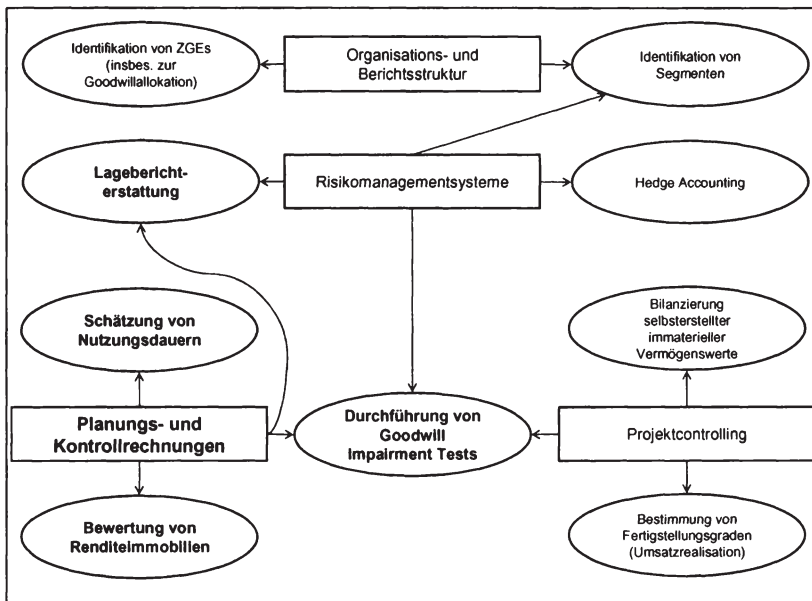 Identifikation von ZGEs
(insbes. zur
Goodwillallokation)
Organisations- und
Berichtsstruktur
Identifikation von
Segmenten
Lagebericht-
erstattung
Risikomanagementsysteme
Hedge Accounting
Schätzung von
Nutzungsdauern
Bilanzierung
selbsterstellter
immaterieller
Vermögenswerte
Planungs- und
Kontrollrechnungen
Durchführung von
Goodwill
Impairment Tests
Projektcontrolling
Bewertung von
Renditeimmobilien
Bestimmung von
Fertigstellungsgraden
(Umsatzrealisation)